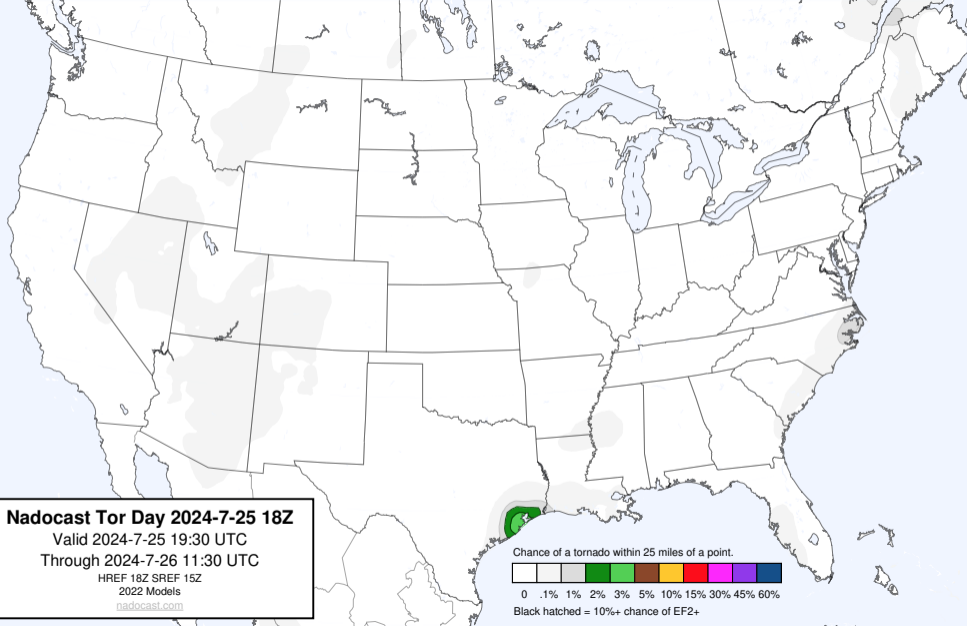 Nadocast Tor Day 2024-7-25 18Z
Valid 2024-7-25 19:30 UTC
Through 2024-7-26 11:30 UTC
HREF 18Z SREF 15Z
2022 Models
nadocast.com
Chance of a tornado within 25 miles of a point.
0 .1% 1% 2% 3% 5% 10% 15% 30% 45% 60%
Black hatched = 10%+ chance of EF2+